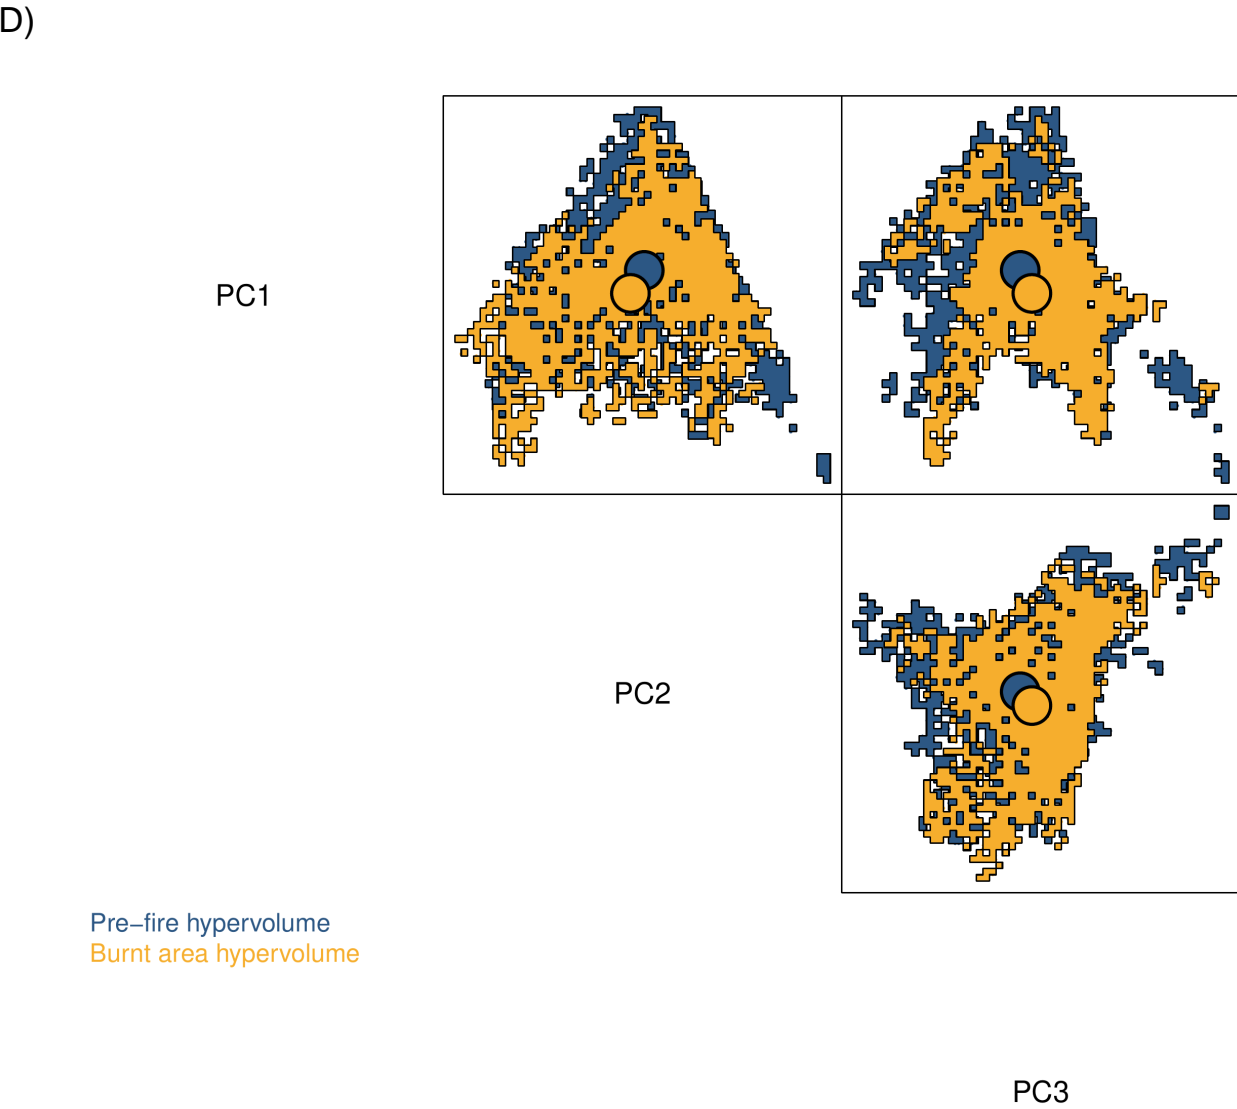 D)
PC1
PC2
Pre−fire hypervolume
Burnt area hypervolume
PC3